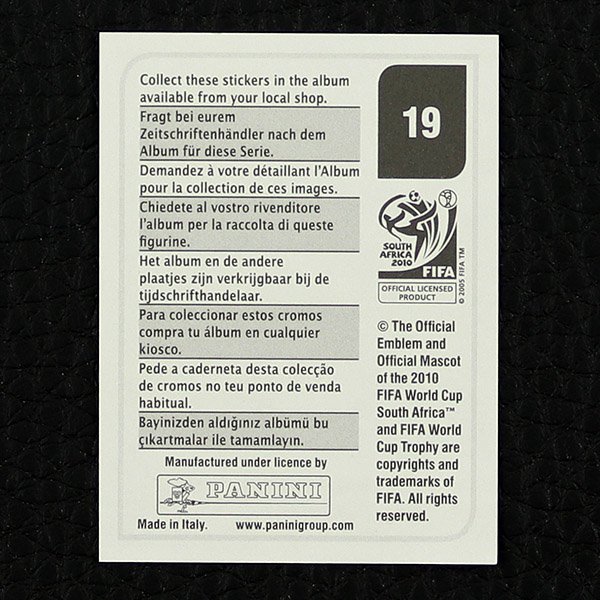 Collect these stickers in the album
available from your local shop.
Fragt bei eurem
Zeitschriftenhändler nach dem
Album für diese Serie.
Demandez à votre détaillant l'Album
pour la collection de ces images.
Chiedete al vostro rivenditore
l'album per la raccolta di queste
figurine.
Het album en de andere
plaatjes zijn verkrijgbaar bij de
tijdschrifthandelaar.
Para coleccionar estos cromos
compra tu álbum en cualquier
kiosco.
Pede a caderneta desta colecção
de cromos no teu ponto de venda
habitual.
Bayinizden aldığınız albümü bu
çıkartmalar ile tamamlayın.
Manufactured under licence by
PANINI
Made in Italy. www.paninigroup.com
19
SOUTH
AFRICA
2010
FIFA
© 2005 FIFA TM
OFFICIAL LICENSED
PRODUCT
© The Official
Emblem and
Official Mascot
of the 2010
FIFA World Cup
South Africa™
and FIFA World
Cup Trophy are
copyrights and
trademarks of
FIFA. All rights
reserved.